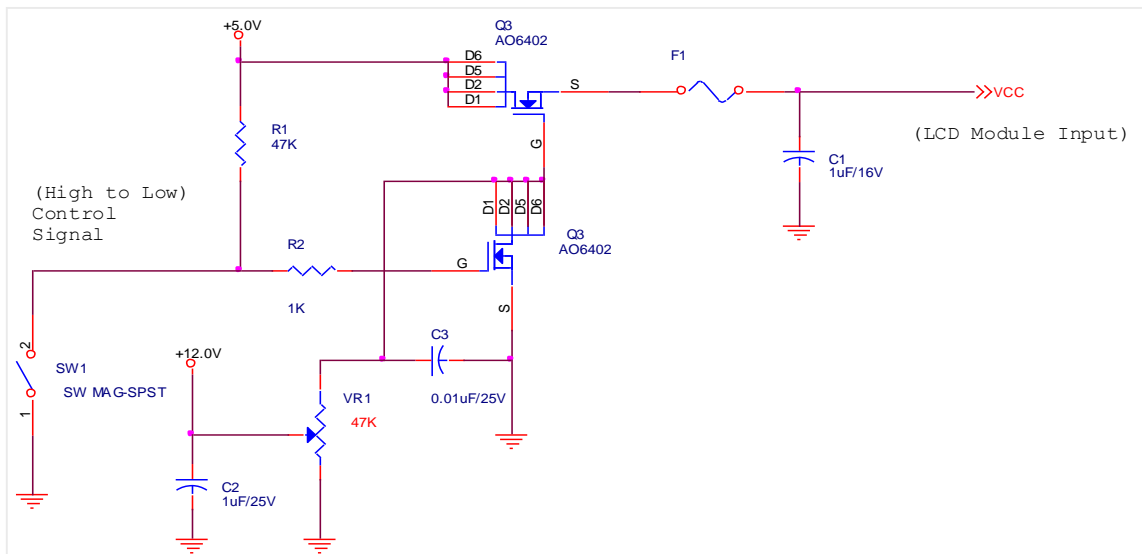 +5.0V
Q3
AO6402
F1
D6
D5
D2
D1
S
G
VCC
(LCD Module Input)
R1
47K
C1
1uF/16V
(High to Low)
Control
Signal
D1
D2
D5
D6
Q3
AO6402
R2
1K
G
S
2
SW1
SW MAG-SPST
1
+12.0V
C3
0.01uF/25V
VR1
47K
C2
1uF/25V